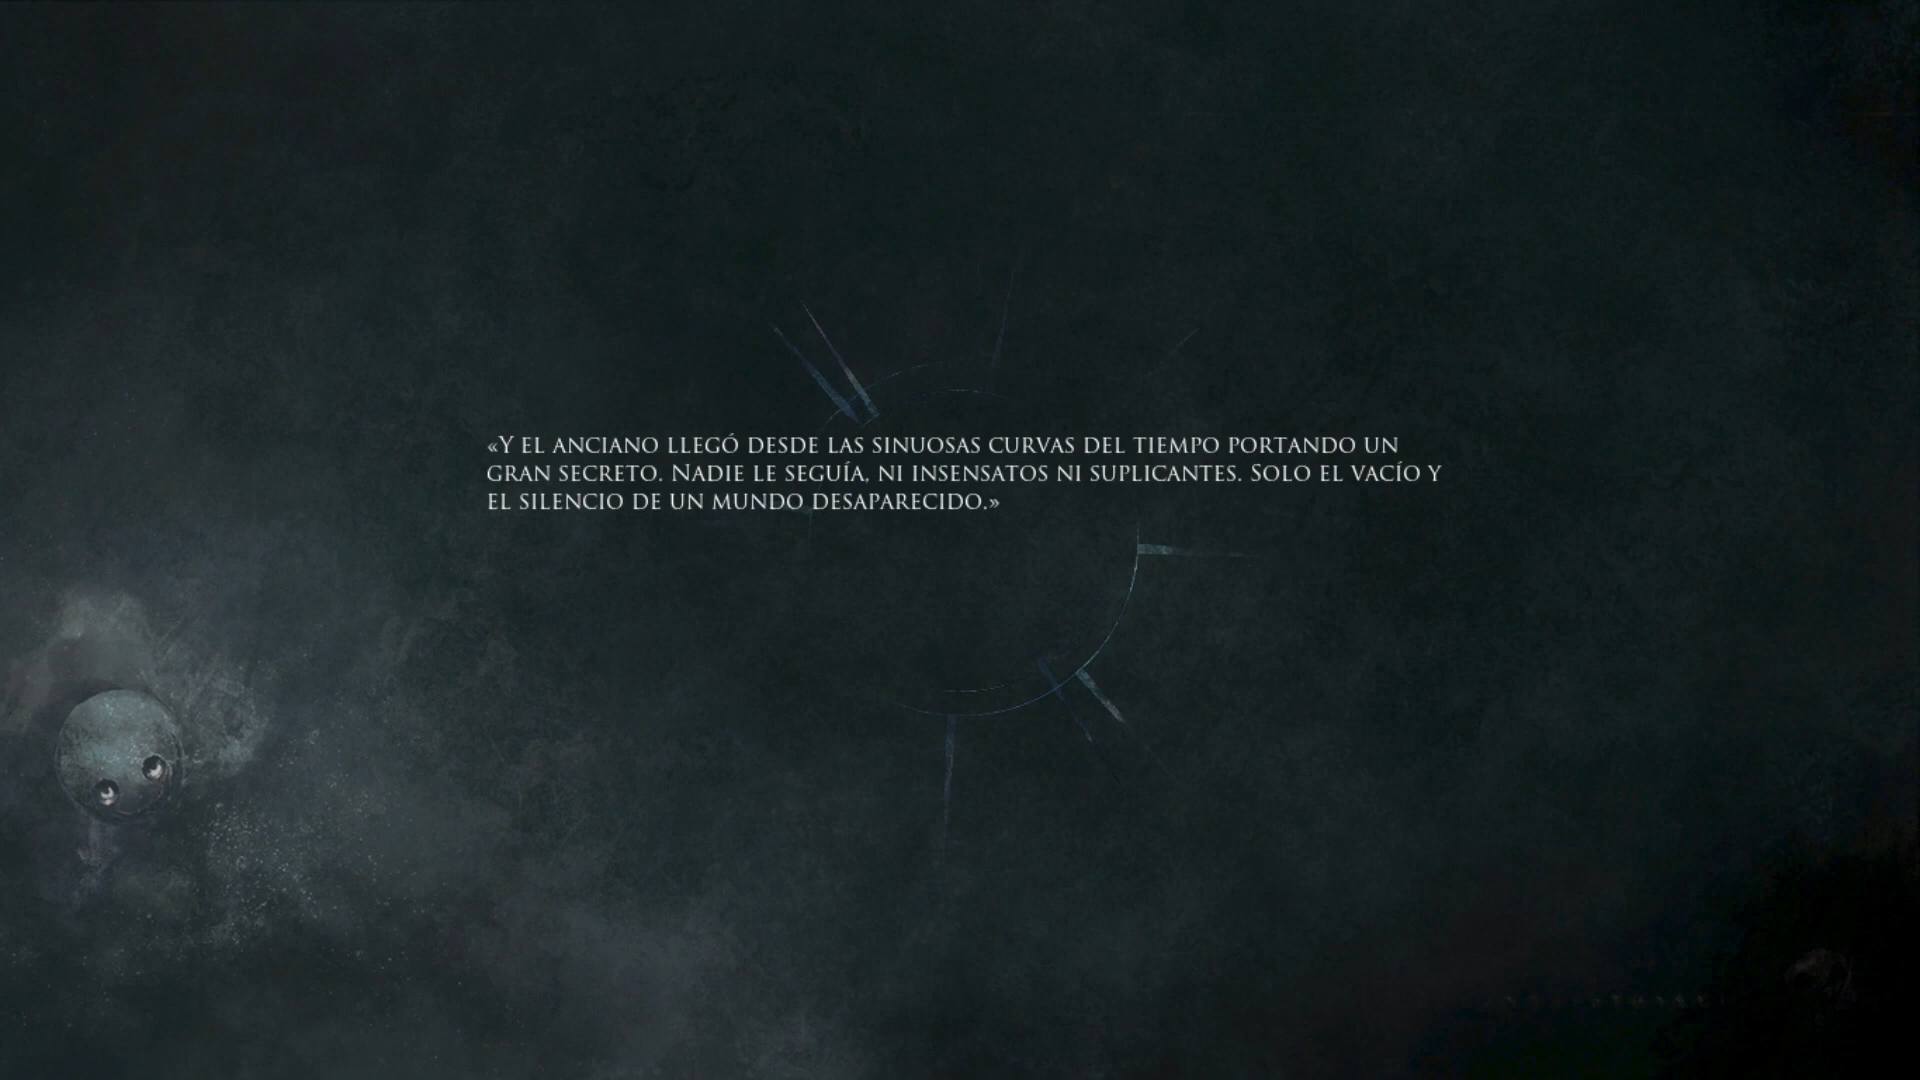 «Y EL ANCIANO LLEGÓ DESDE LAS SINUOSAS CURVAS DEL TIEMPO PORTANDO UN
GRAN SECRETO. NADIE LE SEGUÍA, NI INSENSATOS NI SUPLICANTES. SOLO EL VACÍO Y
EL SILENCIO DE UN MUNDO DESAPARECIDO.»